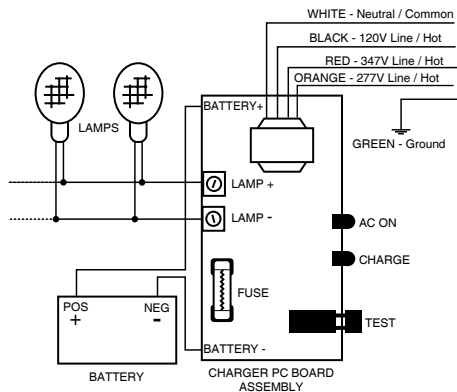 WHITE - Neutral / Common
BLACK - 120V Line / Hot
RED - 347V Line / Hot
ORANGE - 277V Line / Hot
BATTERY+
LAMPS
GREEN - Ground
LAMP +
LAMP -
AC ON
CHARGE
FUSE
POS
NEG
+
-
TEST
BATTERY -
BATTERY
CHARGER PC BOARD
ASSEMBLY